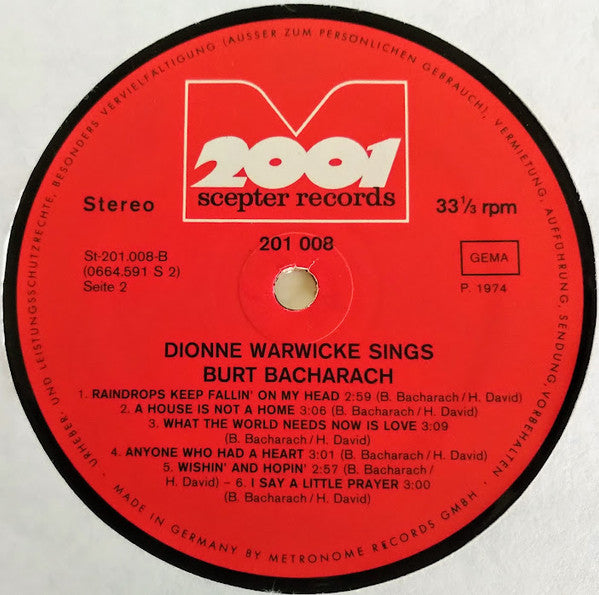 URHEBER- UND LEISTUNGSSCHUTZRECHTE, BESONDERS VERVIELFÄLTIGUNG (AUSSER ZUM PERSÖNLICHEN GEBRAUCH), VERMIETUNG, AUFFÜHRUNG, SENDUNG, VORBEHALTEN
2001
scepter records
Stereo
33 1/3 rpm
201 008
St-201.008-B
(0664.591 S 2)
Seite 2
GEMA
P. 1974
DIONNE WARWICKE SINGS
BURT BACHARACH
1. RAINDROPS KEEP FALLIN' ON MY HEAD 2:59 (B. Bacharach / H. David)
2. A HOUSE IS NOT A HOME 3:06 (B. Bacharach / H. David)
3. WHAT THE WORLD NEEDS NOW IS LOVE 3:09
(B. Bacharach / H. David)
4. ANYONE WHO HAD A HEART 3:01 (B. Bacharach / H. David)
5. WISHIN' AND HOPIN' 2:57 (B. Bacharach /
H. David) – 6. I SAY A LITTLE PRAYER 3:00
(B. Bacharach / H. David)
MADE IN GERMANY BY METRONOME RECORDS GMBH